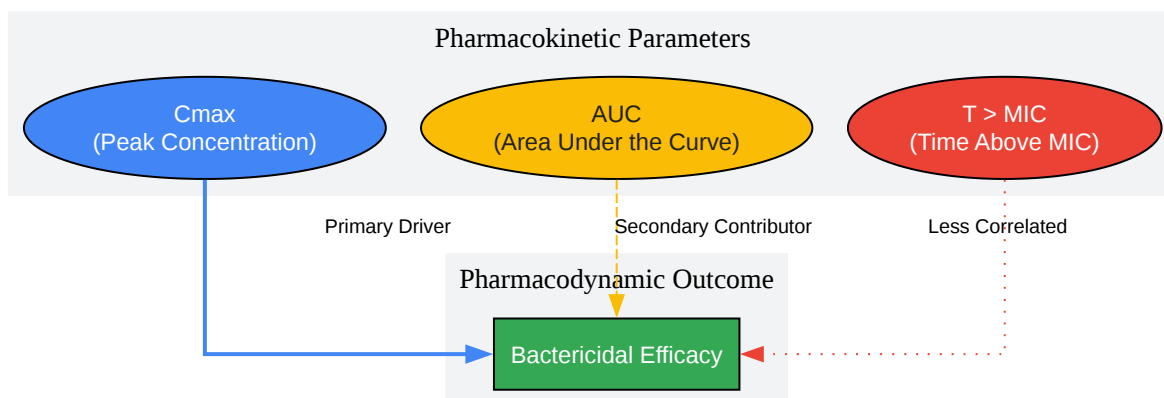 Pharmacokinetic Parameters
Cmax
(Peak Concentration)
AUC
(Area Under the Curve)
T > MIC
(Time Above MIC)
Primary Driver
Secondary Contributor
Less Correlated
Pharmacodynamic Outcome
Bactericidal Efficacy